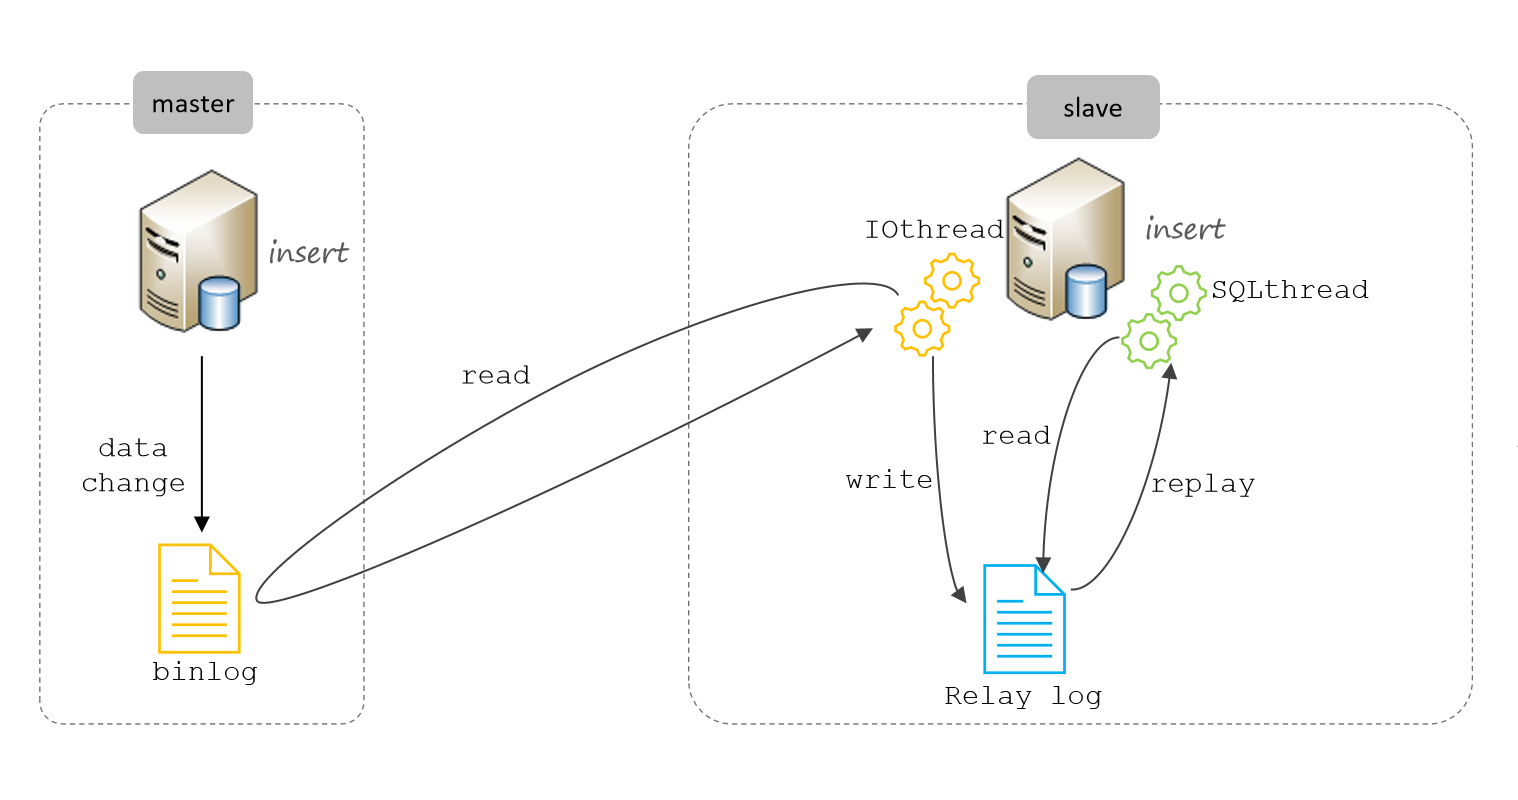 master
slave
IOthread
insert
insert
SQLthread
read
data
change
read
write
replay
binlog
Relay log